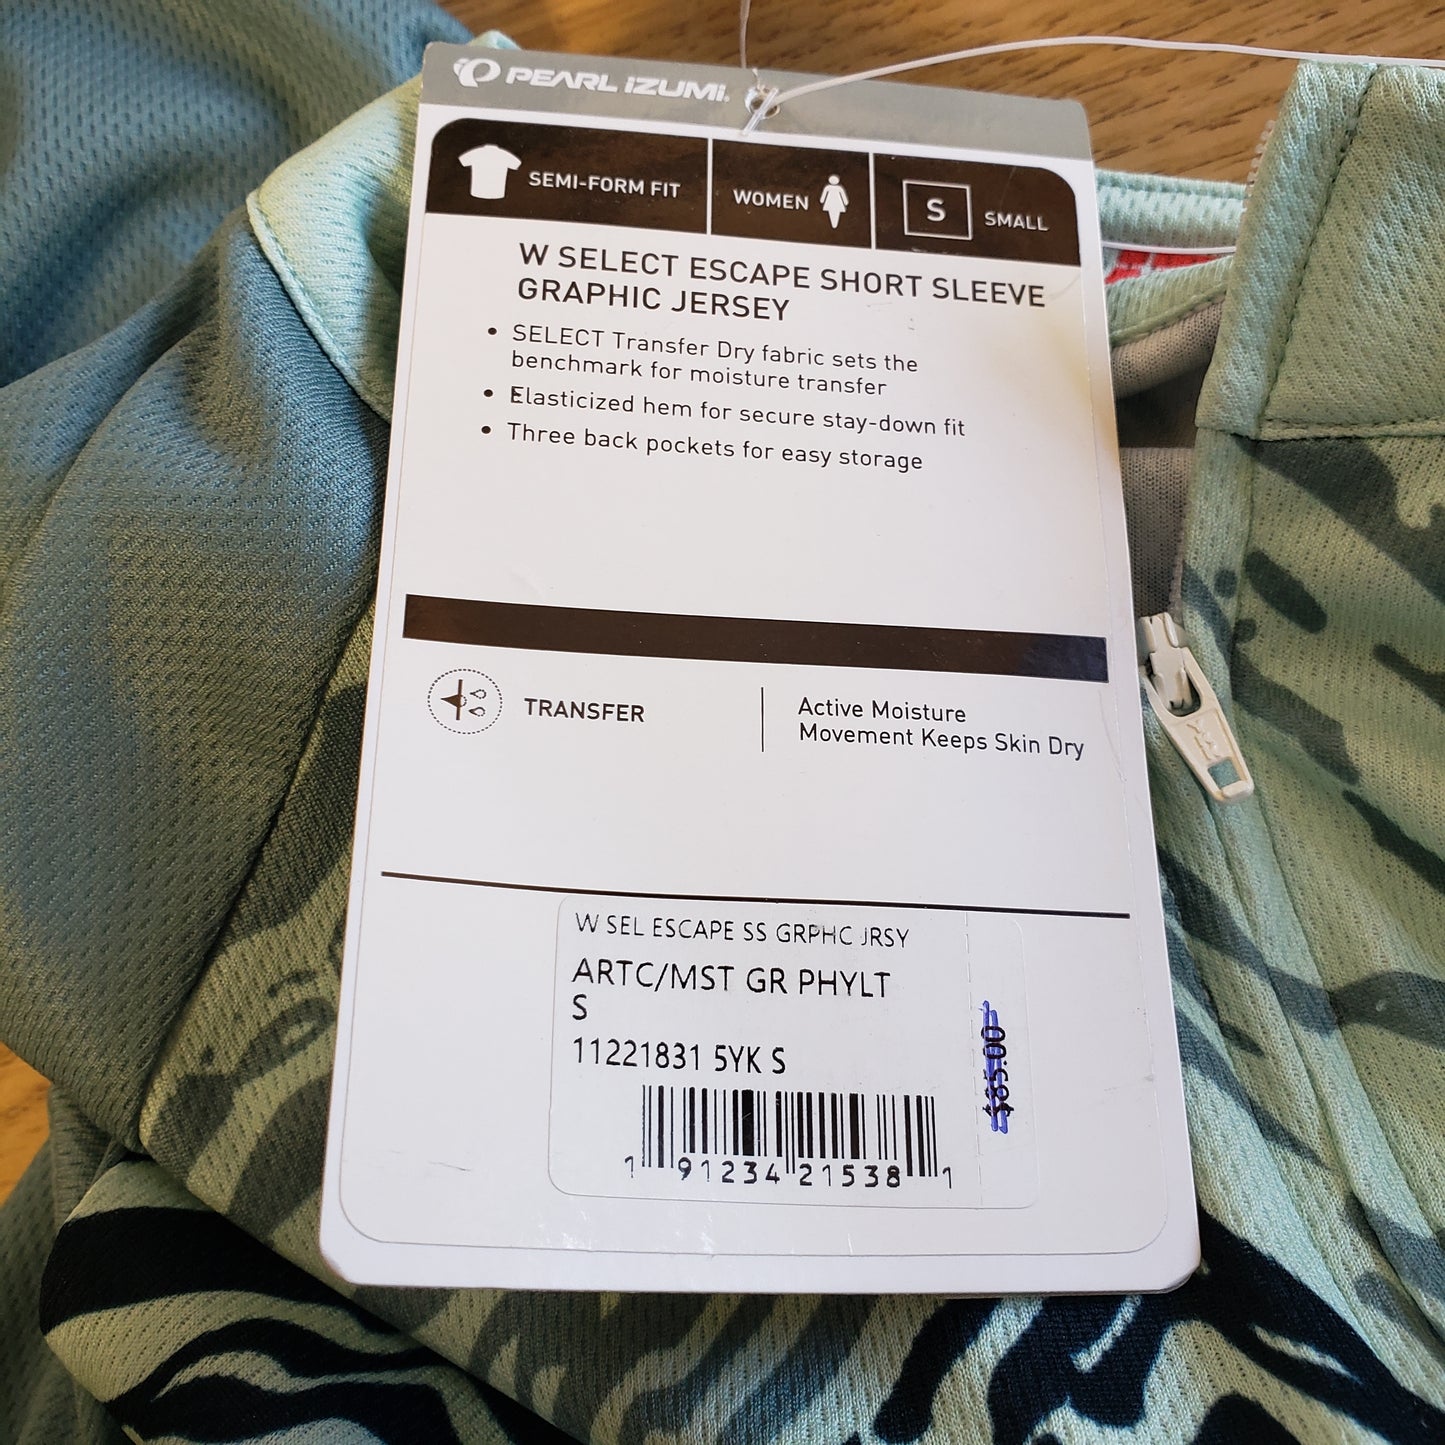 PEARL iZUMi.
SEMI-FORM FIT
WOMEN
S SMALL
W SELECT ESCAPE SHORT SLEEVE
GRAPHIC JERSEY
• SELECT Transfer Dry fabric sets the
benchmark for moisture transfer
• Elasticized hem for secure stay-down fit
• Three back pockets for easy storage
TRANSFER
Active Moisture
Movement Keeps Skin Dry
W SEL ESCAPE SS GRPHC JRSY
ARTC/MST GR PHYLT
S
11221831 5YK S
1 91234 21538 1
$85.00